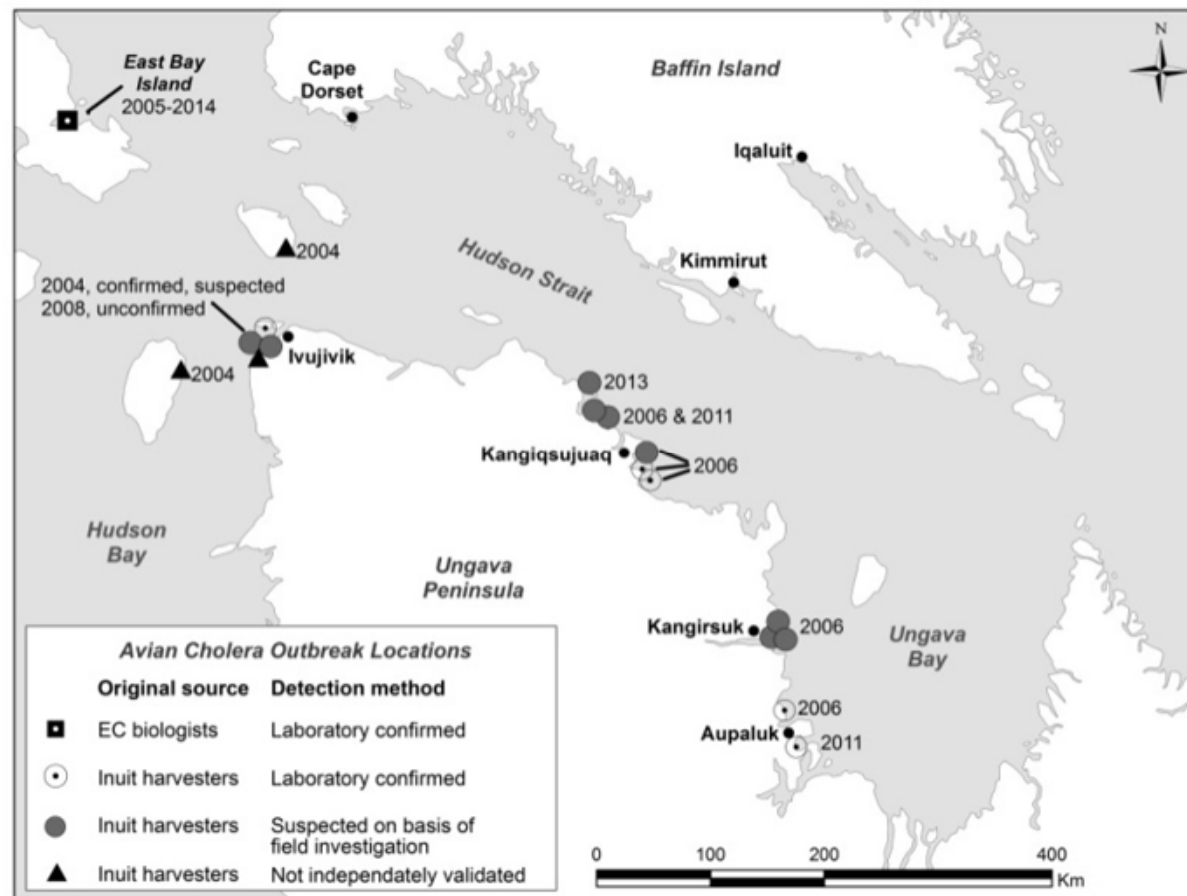 N
East Bay
Island
2005-2014
Cape
Dorset
Baffin Island
Iqaluit
2004
Hudson Strait
Kimmirut
2004, confirmed, suspected
2008, unconfirmed
Ivujivik
2004
2013
2006 & 2011
Kangiqsujuaq
2006
Hudson
Bay
Ungava
Peninsula
Kangirsuk
2006
Ungava
Bay
2006
Aupaluk
2011
Avian Cholera Outbreak Locations
Original source Detection method
EC biologists Laboratory confirmed
Inuit harvesters Laboratory confirmed
Inuit harvesters Suspected on basis of
field investigation
Inuit harvesters Not independately validated
0 100 200 400
Km